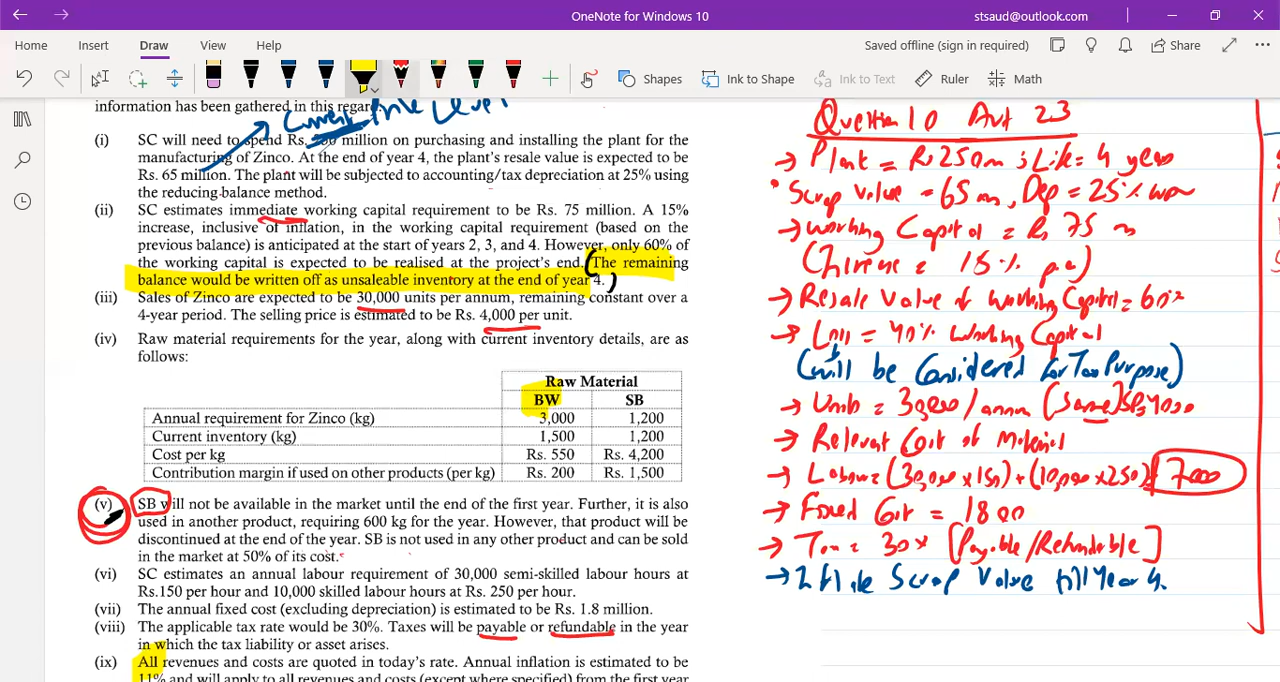 OneNote for Windows 10
stsaud@outlook.com
Home Insert Draw View Help
Saved offline (sign in required)
Share
Shapes
Ink to Shape
Ink to Text
Ruler
Math
information has been gathered in this regard
Current Price Level
(i) SC will need to spend Rs. 250 million on purchasing and installing the plant for the
manufacturing of Zinco. At the end of year 4, the plant's resale value is expected to be
Rs. 65 million. The plant will be subjected to accounting/tax depreciation at 25% using
the reducing balance method.
(ii) SC estimates immediate working capital requirement to be Rs. 75 million. A 15%
increase, inclusive of inflation, in the working capital requirement (based on the
previous balance) is anticipated at the start of years 2, 3, and 4. However, only 60% of
the working capital is expected to be realised at the project's end. (The remaining
balance would be written off as unsaleable inventory at the end of year 4. )
(iii) Sales of Zinco are expected to be 30,000 units per annum, remaining constant over a
4-year period. The selling price is estimated to be Rs. 4,000 per unit.
(iv) Raw material requirements for the year, along with current inventory details, are as
follows:
Raw Material
BW SB
Annual requirement for Zinco (kg) 3,000 1,200
Current inventory (kg) 1,500 1,200
Cost per kg Rs. 550 Rs. 4,200
Contribution margin if used on other products (per kg) Rs. 200 Rs. 1,500
(v) SB will not be available in the market until the end of the first year. Further, it is also
used in another product, requiring 600 kg for the year. However, that product will be
discontinued at the end of the year. SB is not used in any other product and can be sold
in the market at 50% of its cost.
(vi) SC estimates an annual labour requirement of 30,000 semi-skilled labour hours at
Rs.150 per hour and 10,000 skilled labour hours at Rs. 250 per hour.
(vii) The annual fixed cost (excluding depreciation) is estimated to be Rs. 1.8 million.
(viii) The applicable tax rate would be 30%. Taxes will be payable or refundable in the year
in which the tax liability or asset arises.
(ix) All revenues and costs are quoted in today's rate. Annual inflation is estimated to be
11% and will apply to all revenues and costs (except where specified) from the first year
Question 10 Aut 23
→ Plant = Rs 250m ; Life = 4 years
Scrap Value = 65m, Dep = 25%
→ Working Capital = Rs 75 m
= 15% p.a)
→ Resale Value of Working Capital = 60%
→ Loss = 40% Working Capital
(will be Considered for Tax Purpose)
→ Units = 30,000/annum (Same)
→ Relevant Cost of Material
→ Labour = (30,000 x 150) + (10,000 x 250) = 7000
→ Fixed Cost = 1800
→ Tax = 30% [Payable/Refundable]
→ Scrap Value till Year 4.